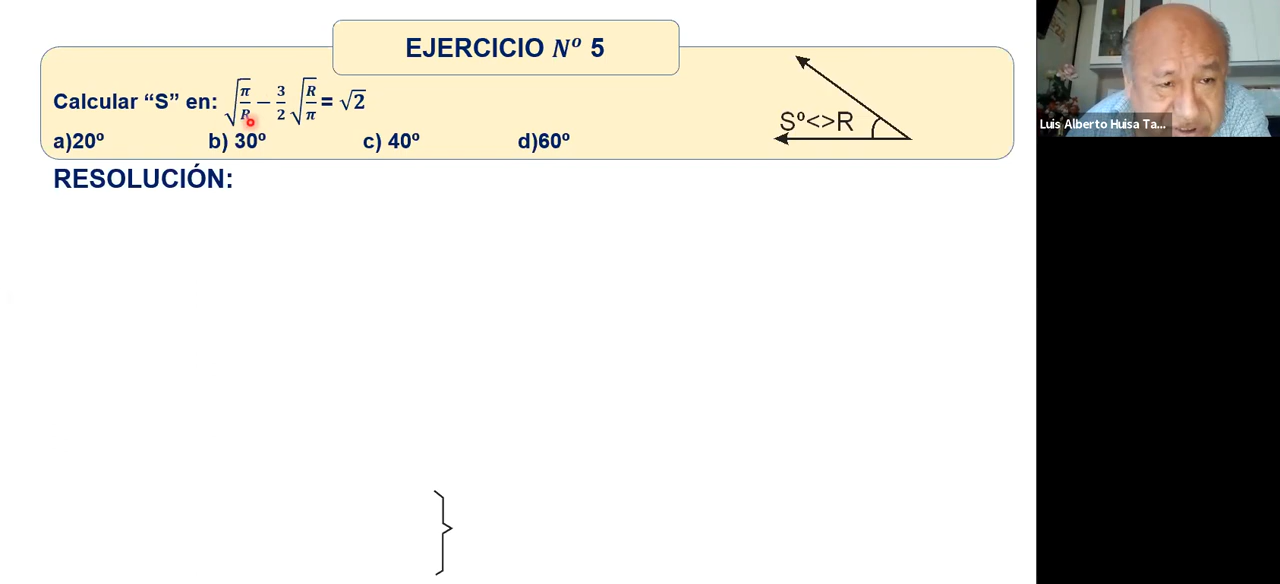 EJERCICIO Nº 5
Calcular “S” en: √(π/R) − 3/2 √(R/π) = √2
a)20º b) 30º c) 40º d)60º
Sº<>R
RESOLUCIÓN:
Luis Alberto Huisa Ta...